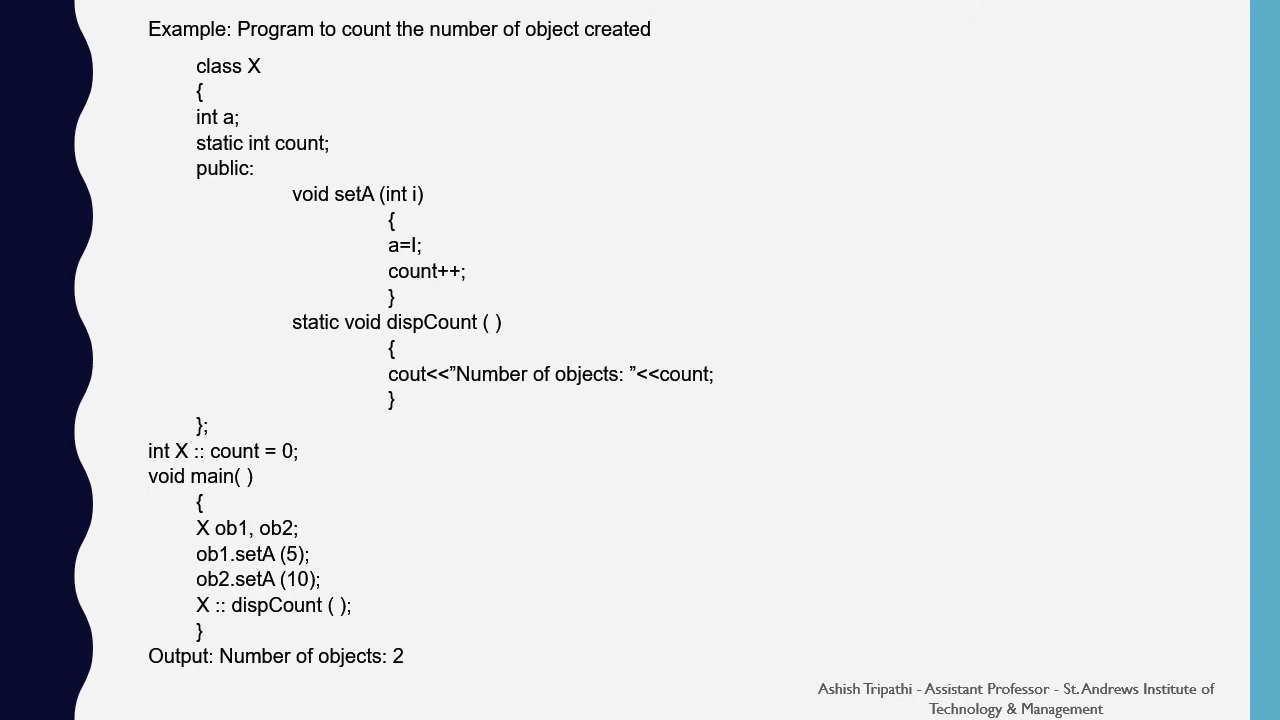 Example: Program to count the number of object created
class X
{
int a;
static int count;
public:
void setA (int i)
{
a=I;
count++;
}
static void dispCount ( )
{
cout<<”Number of objects: ”<<count;
}
};
int X :: count = 0;
void main( )
{
X ob1, ob2;
ob1.setA (5);
ob2.setA (10);
X :: dispCount ( );
}
Output: Number of objects: 2
Ashish Tripathi - Assistant Professor - St. Andrews Institute of
Technology & Management